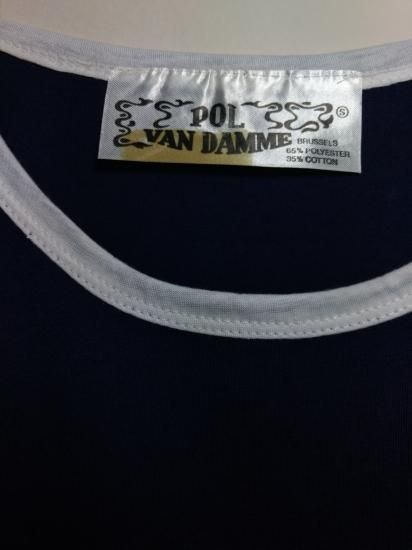 POL
VAN DAMME
BRUSSELS
65% POLYESTER
35% COTTON
S